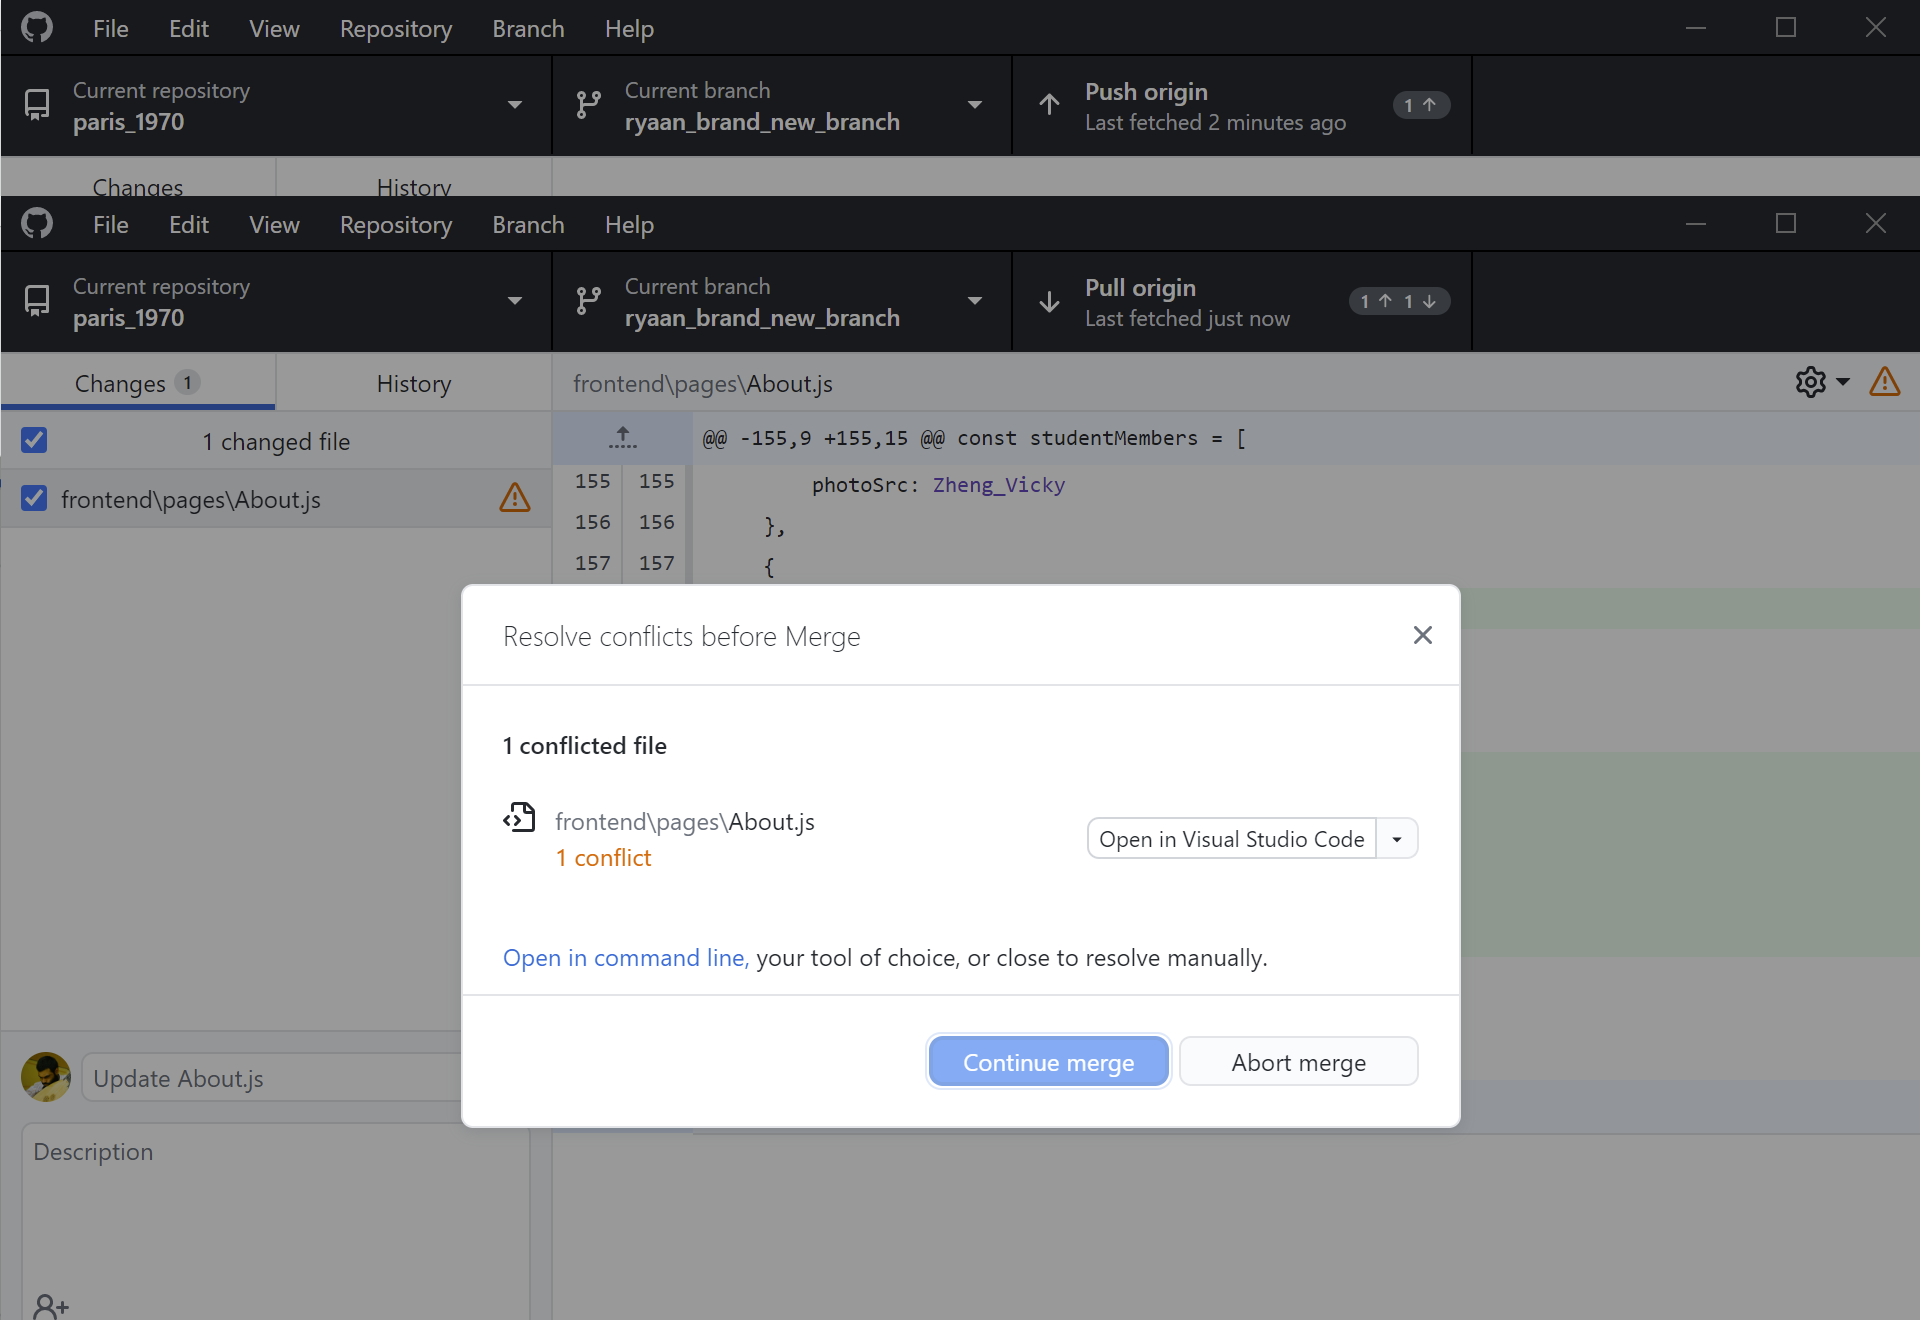 File Edit View Repository Branch Help
Current repository
paris_1970
Current branch
ryaan_brand_new_branch
Push origin
Last fetched 2 minutes ago
1
Changes
History
File Edit View Repository Branch Help
Current repository
paris_1970
Current branch
ryaan_brand_new_branch
Pull origin
Last fetched just now
1 1
Changes 1
History
frontend\pages\About.js
1 changed file
@@ -155,9 +155,15 @@ const studentMembers = [
frontend\pages\About.js
155 155 photoSrc: Zheng_Vicky
156 156 },
157 157 {
Resolve conflicts before Merge
1 conflicted file
frontend\pages\About.js
1 conflict
Open in Visual Studio Code
Open in command line, your tool of choice, or close to resolve manually.
Continue merge
Abort merge
Update About.js
Description